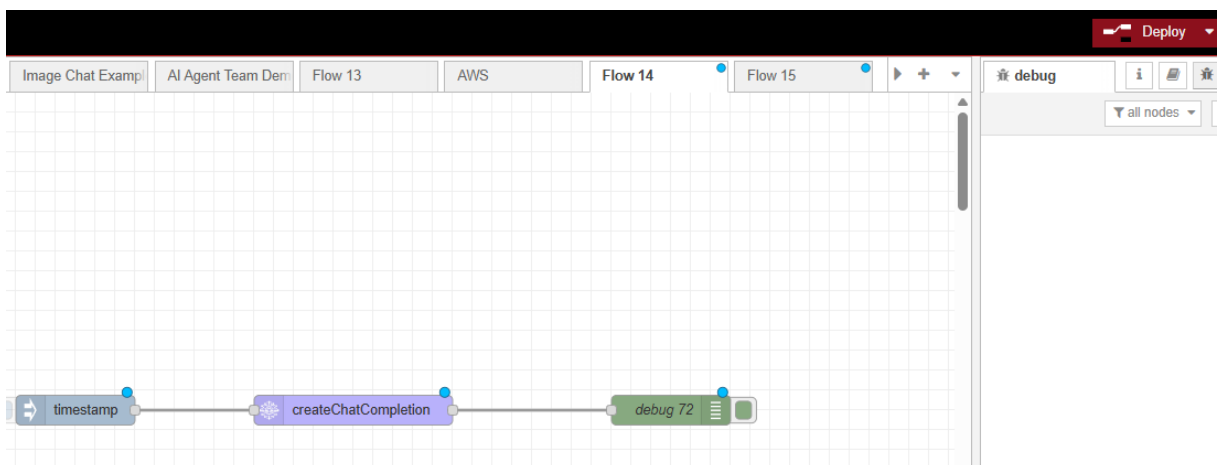 Deploy
Image Chat Exampl
AI Agent Team Dem
Flow 13
AWS
Flow 14
Flow 15
debug
i
all nodes
timestamp
createChatCompletion
debug 72